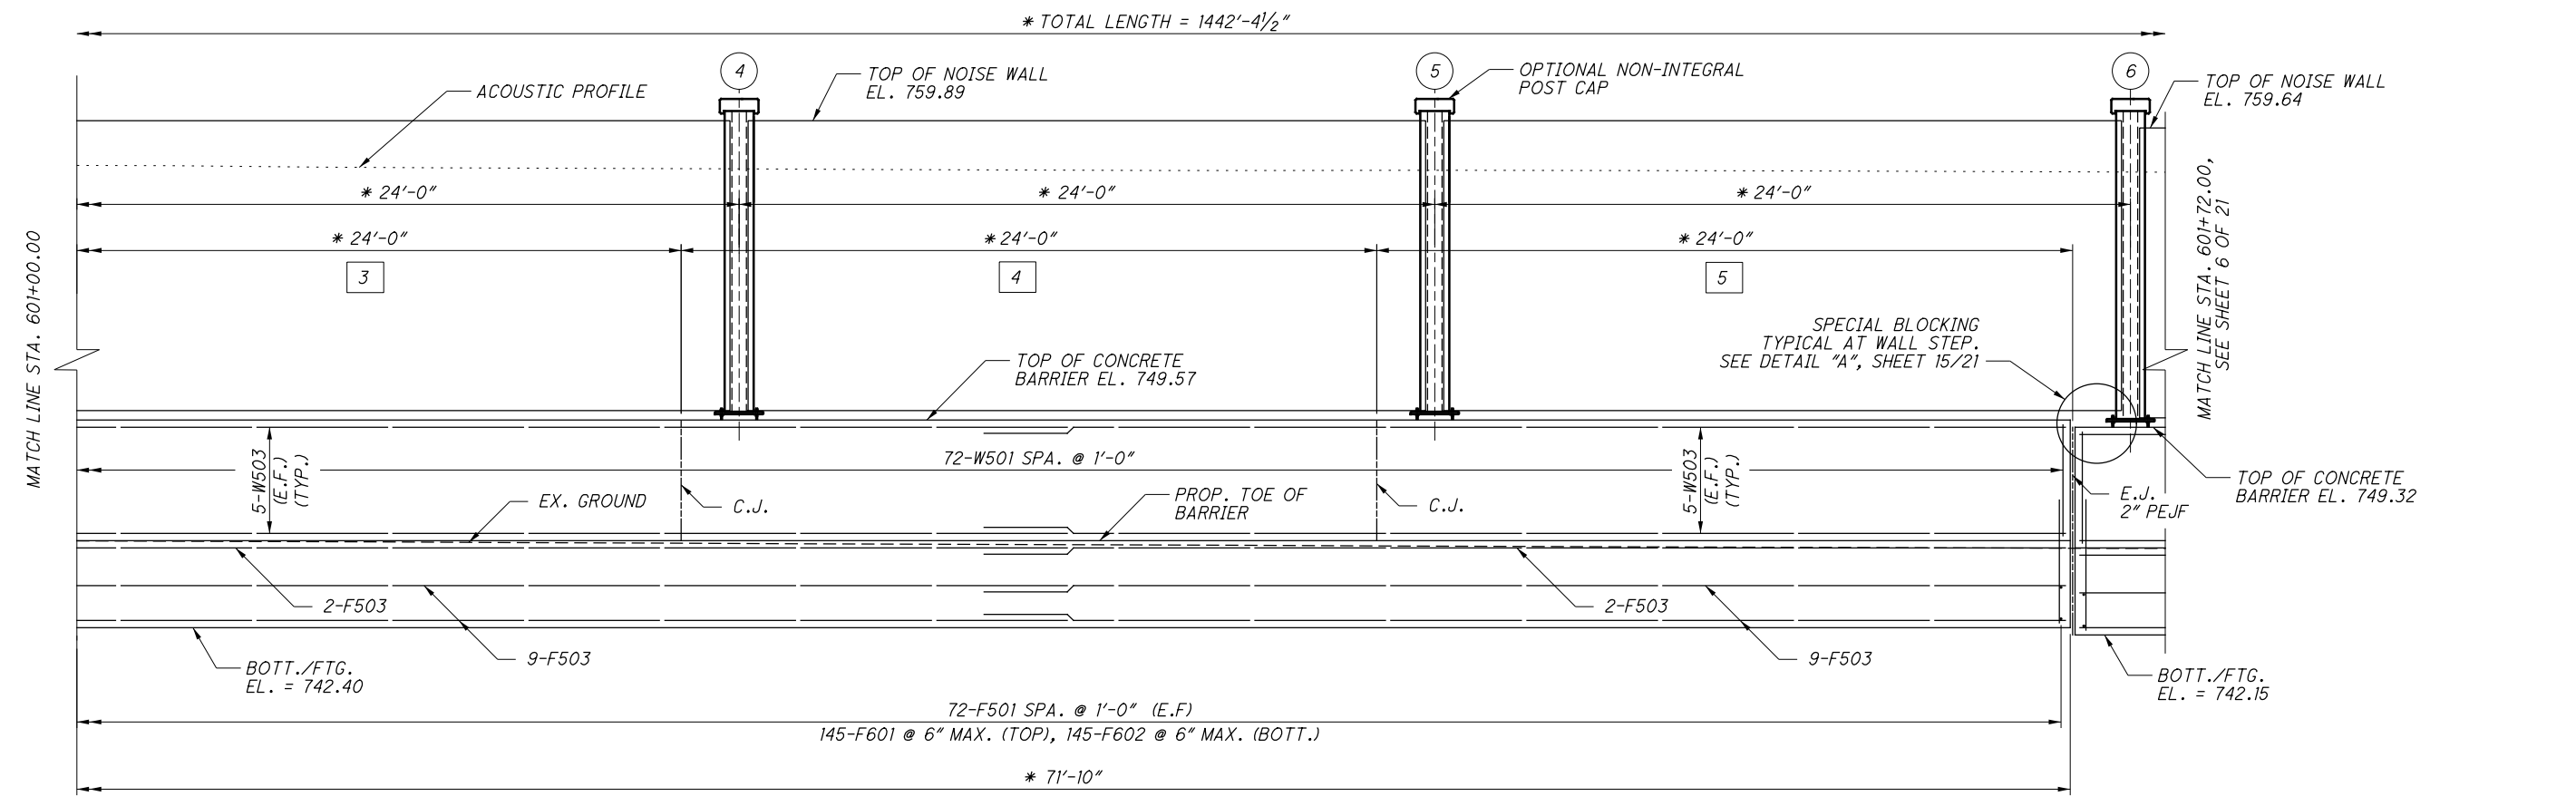 * TOTAL LENGTH = 1442'-4½"
4
5
6
ACOUSTIC PROFILE
TOP OF NOISE WALL
EL. 759.89
OPTIONAL NON-INTEGRAL
POST CAP
TOP OF NOISE WALL
EL. 759.64
* 24'-0"
* 24'-0"
* 24'-0"
* 24'-0"
* 24'-0"
* 24'-0"
3
4
5
MATCH LINE STA. 601+00.00
MATCH LINE STA. 601+72.00,
SEE SHEET 6 OF 21
SPECIAL BLOCKING
TYPICAL AT WALL STEP.
SEE DETAIL "A", SHEET 15/21
TOP OF CONCRETE
BARRIER EL. 749.57
5-W503
(E.F.)
(TYP.)
72-W501 SPA. @ 1'-0"
5-W503
(E.F.)
(TYP.)
TOP OF CONCRETE
BARRIER EL. 749.32
EX. GROUND
C.J.
PROP. TOE OF
BARRIER
C.J.
E.J.
2" PEJF
2-F503
2-F503
9-F503
9-F503
BOTT./FTG.
EL. = 742.40
BOTT./FTG.
EL. = 742.15
72-F501 SPA. @ 1'-0" (E.F)
145-F601 @ 6" MAX. (TOP), 145-F602 @ 6" MAX. (BOTT.)
* 71'-10"